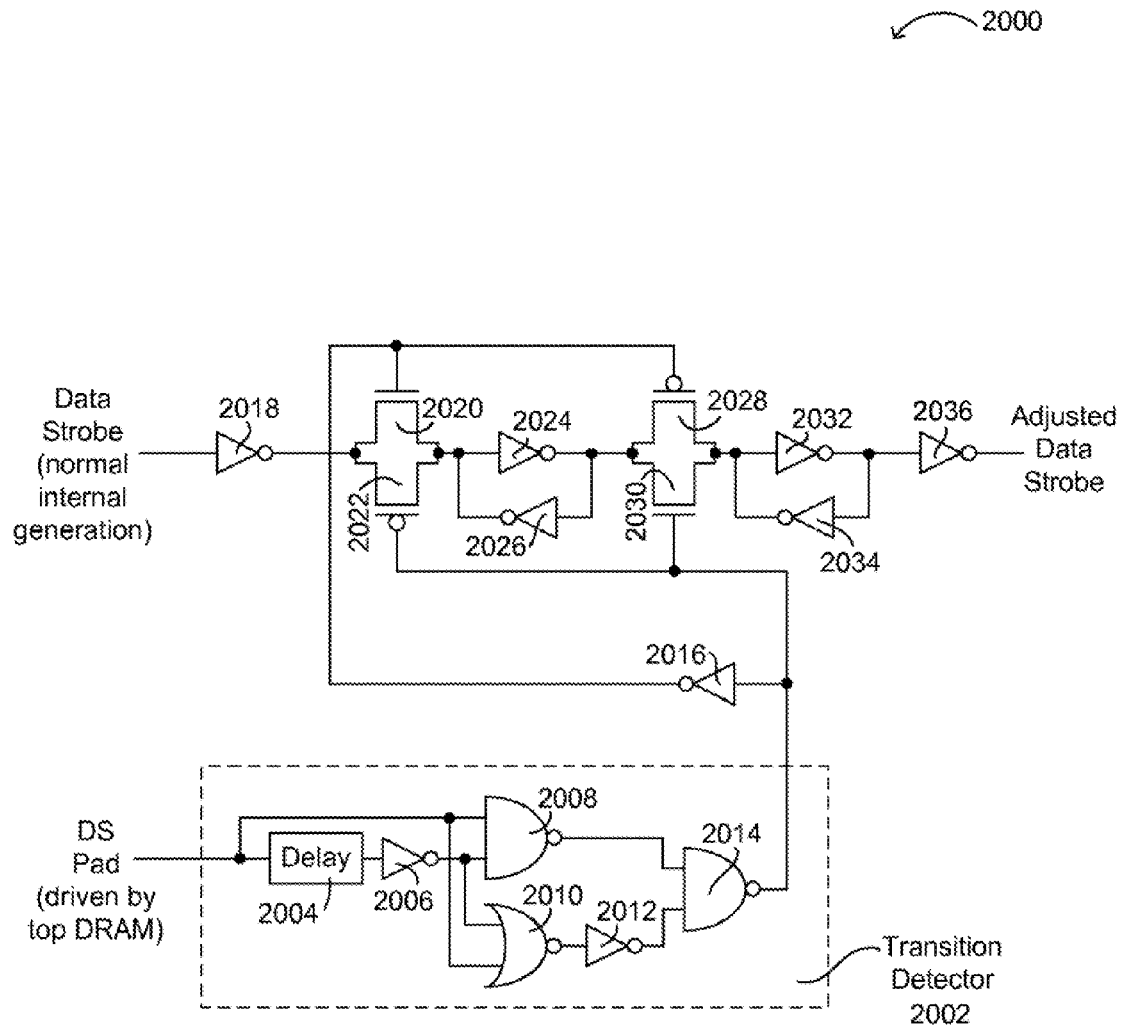 2000
Data
Strobe
(normal
internal
generation)
2018
2020
2022
2024
2026
2028
2030
2032
2034
2036
Adjusted
Data
Strobe
2016
DS
Pad
(driven by
top DRAM)
Delay
2004
2006
2008
2010
2012
2014
Transition
Detector
2002